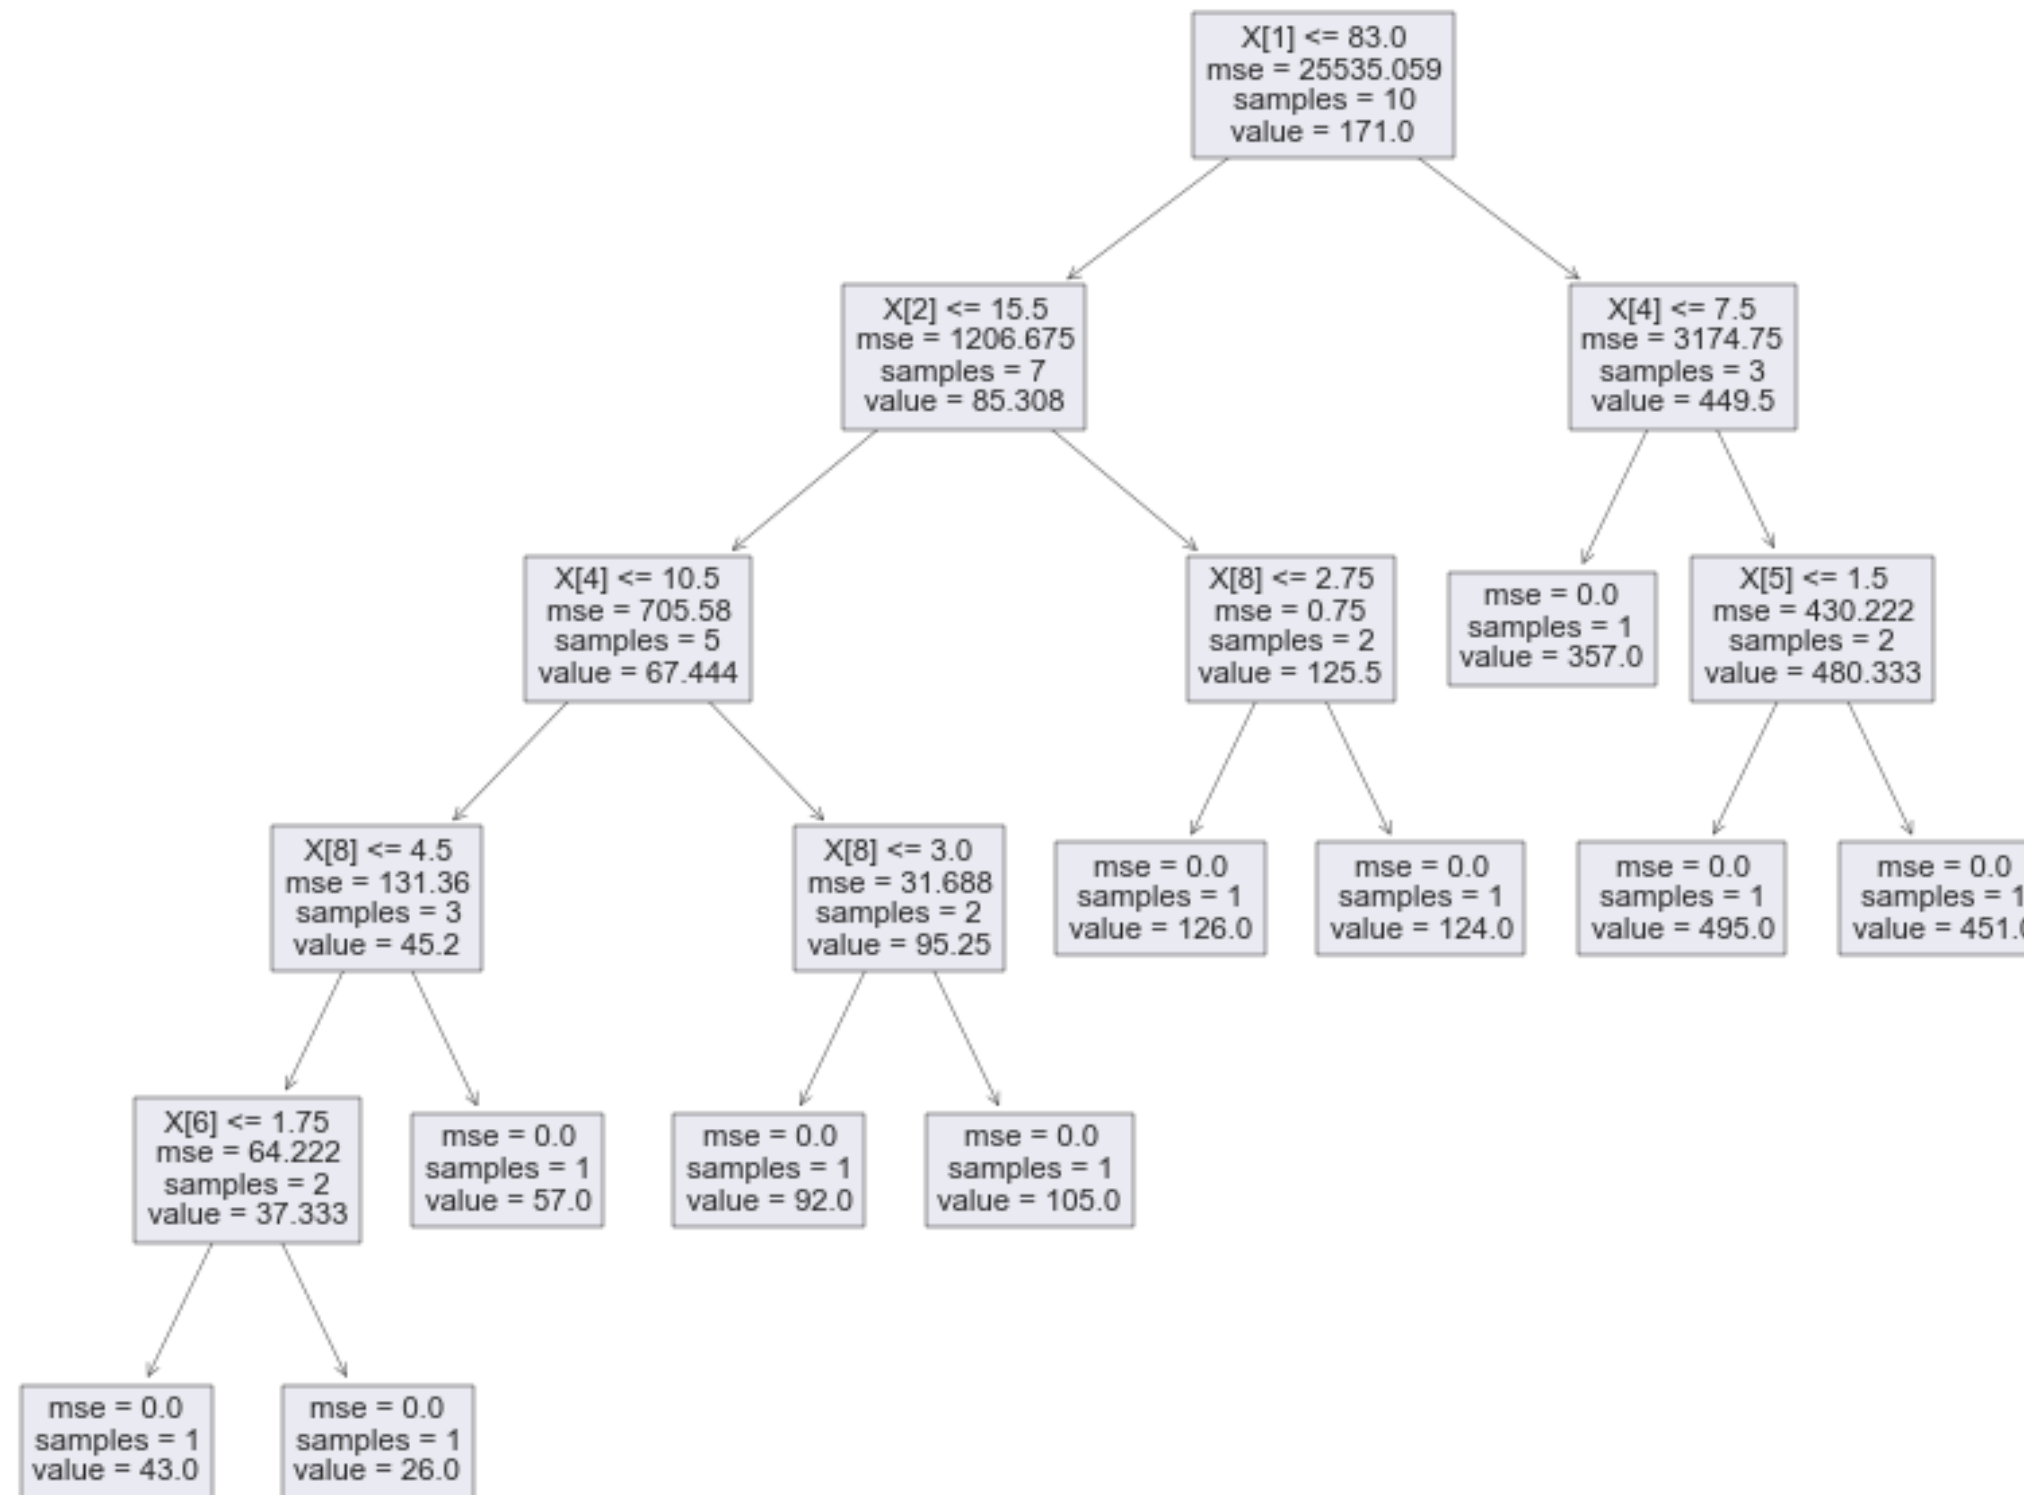 X[1] <= 83.0
mse = 25535.059
samples = 10
value = 171.0
X[2] <= 15.5
mse = 1206.675
samples = 7
value = 85.308
X[4] <= 7.5
mse = 3174.75
samples = 3
value = 449.5
X[4] <= 10.5
mse = 705.58
samples = 5
value = 67.444
X[8] <= 2.75
mse = 0.75
samples = 2
value = 125.5
mse = 0.0
samples = 1
value = 357.0
X[5] <= 1.5
mse = 430.222
samples = 2
value = 480.333
X[8] <= 4.5
mse = 131.36
samples = 3
value = 45.2
X[8] <= 3.0
mse = 31.688
samples = 2
value = 95.25
mse = 0.0
samples = 1
value = 126.0
mse = 0.0
samples = 1
value = 124.0
mse = 0.0
samples = 1
value = 495.0
mse = 0.0
samples = 1
value = 451.0
X[6] <= 1.75
mse = 64.222
samples = 2
value = 37.333
mse = 0.0
samples = 1
value = 57.0
mse = 0.0
samples = 1
value = 92.0
mse = 0.0
samples = 1
value = 105.0
mse = 0.0
samples = 1
value = 43.0
mse = 0.0
samples = 1
value = 26.0